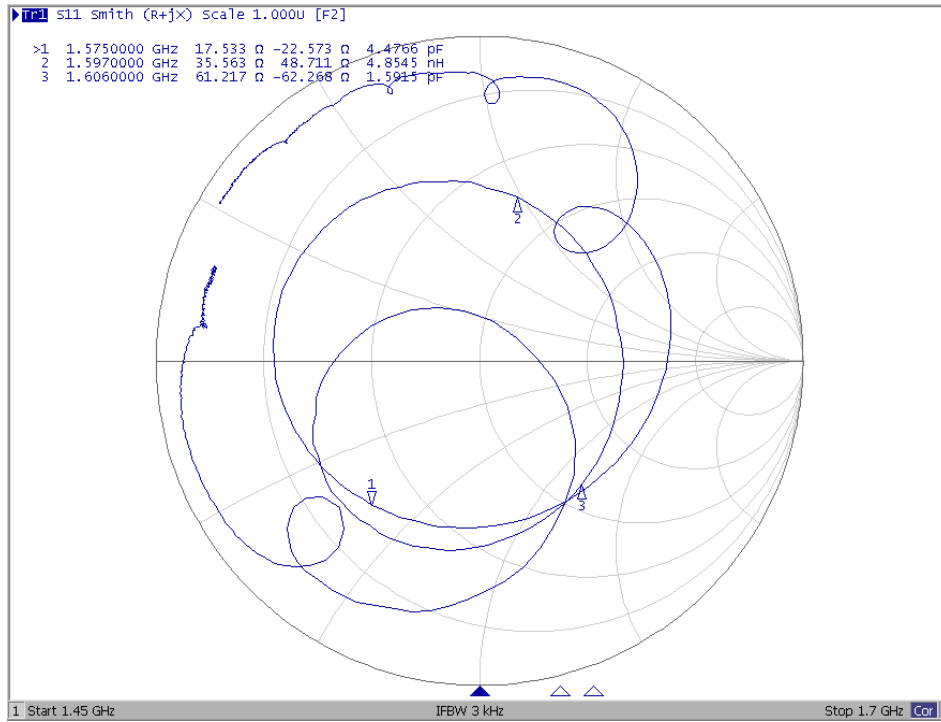 Tr1 S11 Smith (R+jX) Scale 1.000U [F2]
>1 1.5750000 GHz 17.533 Ω -22.573 Ω 4.4766 pF
2 1.5970000 GHz 35.563 Ω 48.711 Ω 4.8545 nH
3 1.6060000 GHz 61.217 Ω -62.268 Ω 1.5915 pF
2
1
3
1 Start 1.45 GHz IFBW 3 kHz Stop 1.7 GHz Cor